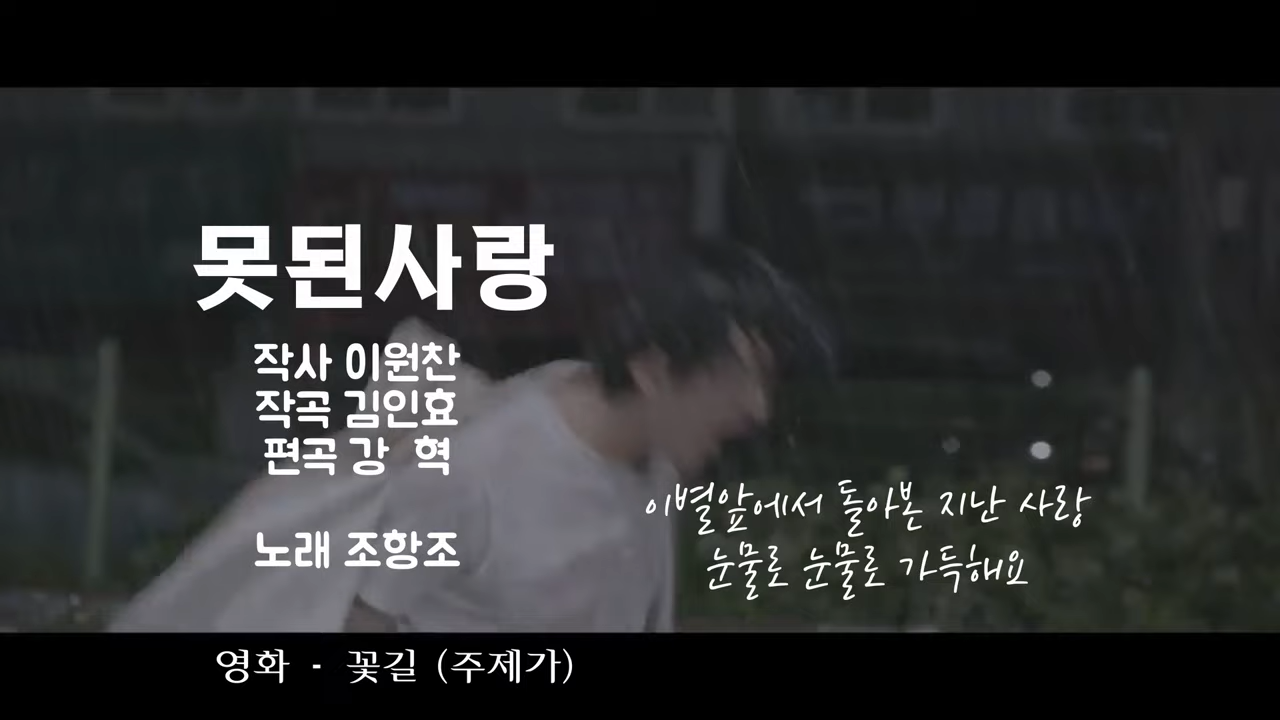 못된사랑
작사 이원찬
작곡 김인효
편곡 강 혁
노래 조항조
이별앞에서 돌아본 지난 사랑
눈물로 눈물로 가득해요
영화 - 꽃길 (주제가)